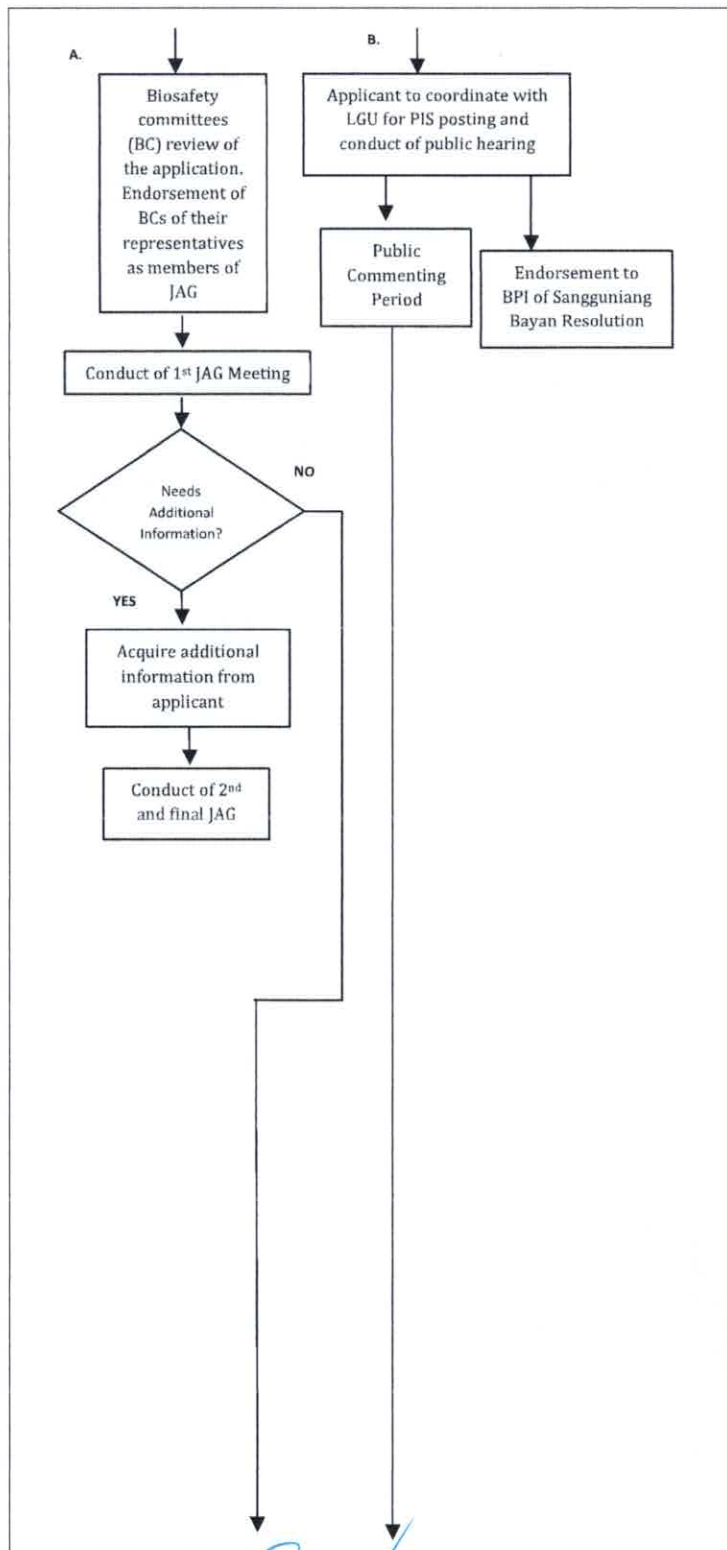 A.
Biosafety
committees
(BC) review of
the application.
Endorsement of
BCs of their
representatives
as members of
JAG
Conduct of 1st JAG Meeting
Needs
Additional
Information?
NO
YES
Acquire additional
information from
applicant
Conduct of 2nd
and final JAG
B.
Applicant to coordinate with
LGU for PIS posting and
conduct of public hearing
Public
Commenting
Period
Endorsement to
BPI of Sangguniang
Bayan Resolution